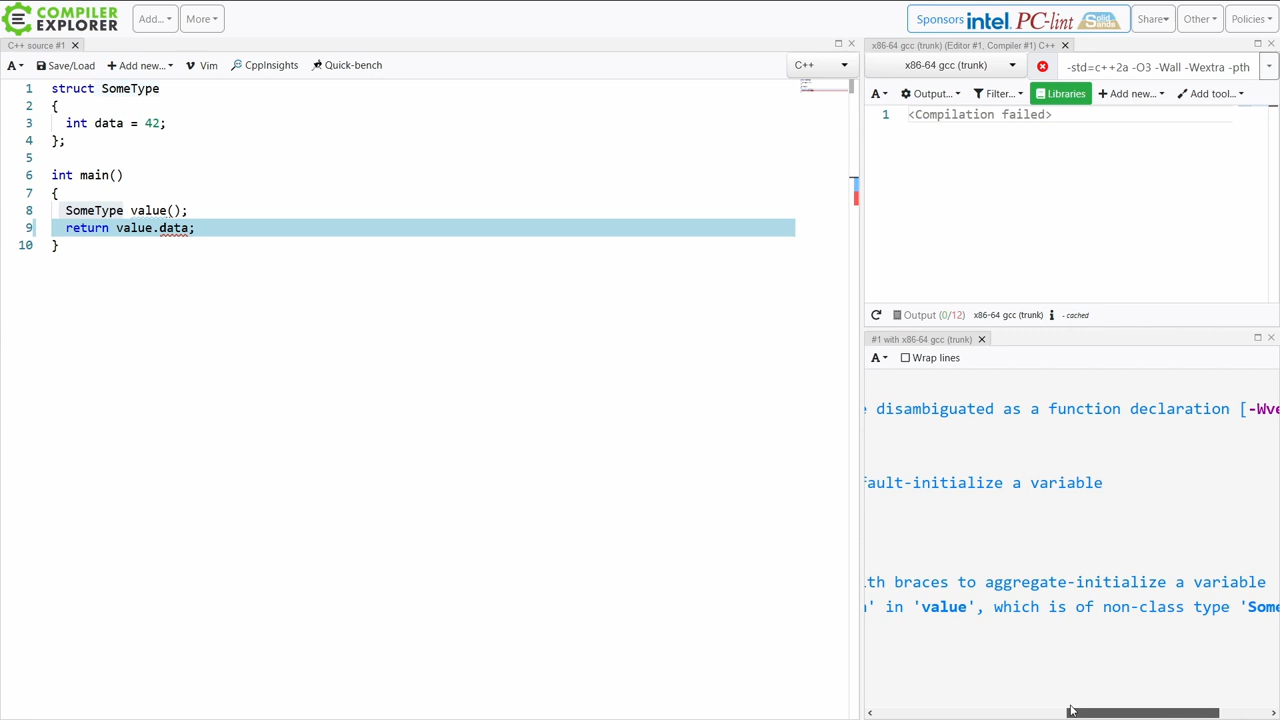 COMPILER
EXPLORER
Add...
More
Sponsors intel. PC-lint Solid Sands
Share
Other
Policies
C++ source #1
A
Save/Load
Add new...
Vim
CppInsights
Quick-bench
C++
1 struct SomeType
2 {
3 int data = 42;
4 };
5
6 int main()
7 {
8 SomeType value();
9 return value.data;
10 }
x86-64 gcc (trunk) (Editor #1, Compiler #1) C++
x86-64 gcc (trunk)
-std=c++2a -O3 -Wall -Wextra -pth
A
Output...
Filter...
Libraries
Add new...
Add tool...
1 <Compilation failed>
Output (0/12) x86-64 gcc (trunk) i - cached
#1 with x86-64 gcc (trunk)
A
Wrap lines
disambiguated as a function declaration [-Wve
fault-initialize a variable
th braces to aggregate-initialize a variable
' in 'value', which is of non-class type 'Some